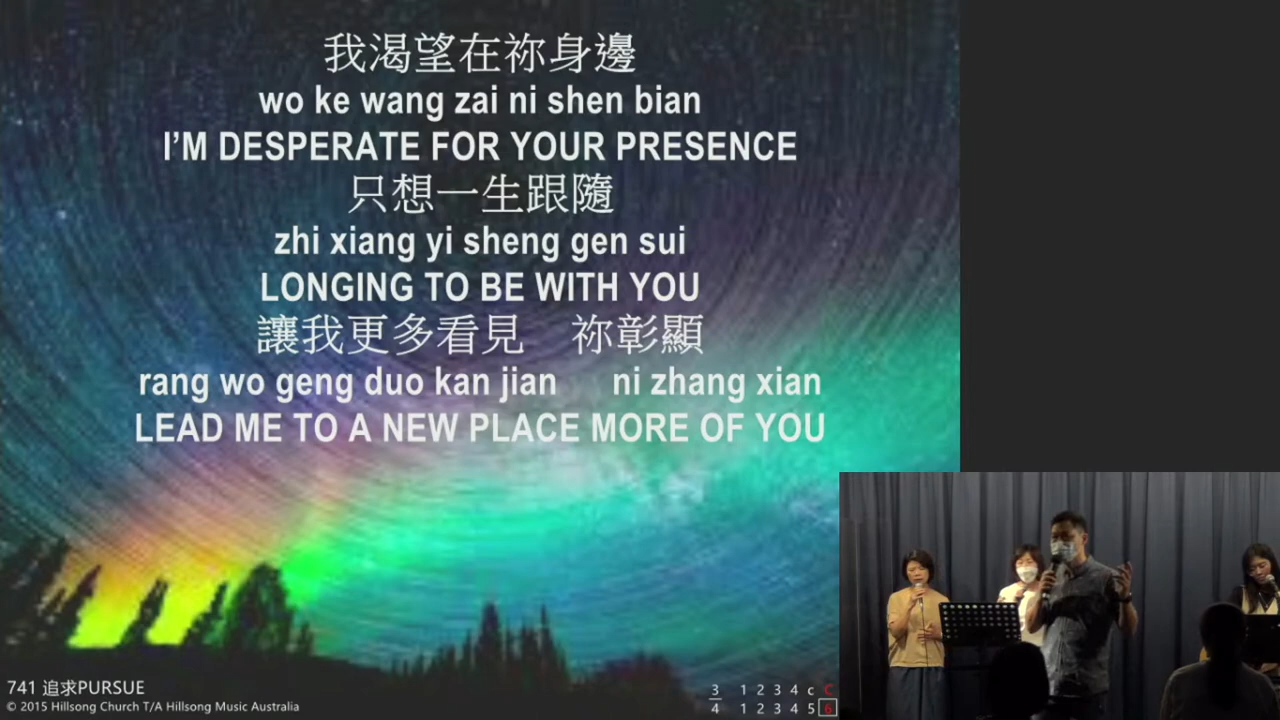 我渴望在祢身邊
wo ke wang zai ni shen bian
I'M DESPERATE FOR YOUR PRESENCE
只想一生跟隨
zhi xiang yi sheng gen sui
LONGING TO BE WITH YOU
讓我更多看見 祢彰顯
rang wo geng duo kan jian ni zhang xian
LEAD ME TO A NEW PLACE MORE OF YOU
741 追求PURSUE
© 2015 Hillsong Church T/A Hillsong Music Australia
3 1 2 3 4 c C
4 1 2 3 4 5 6